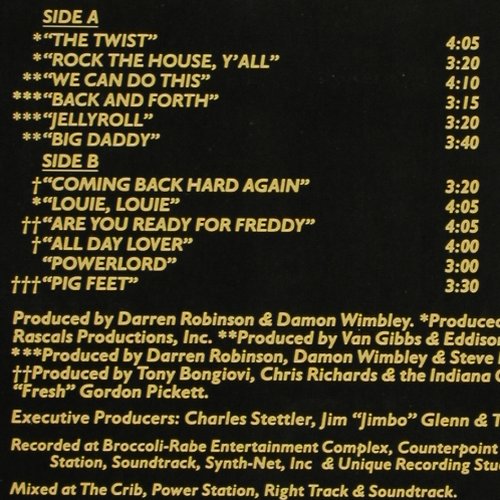 SIDE A
*“THE TWIST” 4:05
*“ROCK THE HOUSE, Y’ALL” 3:20
**“WE CAN DO THIS” 4:10
***“BACK AND FORTH” 3:15
***“JELLYROLL” 3:20
**“BIG DADDY” 3:40
SIDE B
†“COMING BACK HARD AGAIN” 3:20
*“LOUIE, LOUIE” 4:05
††“ARE YOU READY FOR FREDDY” 4:05
†“ALL DAY LOVER” 4:00
“POWERLORD” 3:00
†††“PIG FEET” 3:30
Produced by Darren Robinson & Damon Wimbley. *Produced
Rascals Productions, Inc. **Produced by Van Gibbs & Eddison
***Produced by Darren Robinson, Damon Wimbley & Steve
††Produced by Tony Bongiovi, Chris Richards & the Indiana
“Fresh” Gordon Pickett.
Executive Producers: Charles Stettler, Jim “Jimbo” Glenn & T
Recorded at Broccoli-Rabe Entertainment Complex, Counterpoint
Station, Soundtrack, Synth-Net, Inc & Unique Recording Stu
Mixed at The Crib, Power Station, Right Track & Soundtrack.